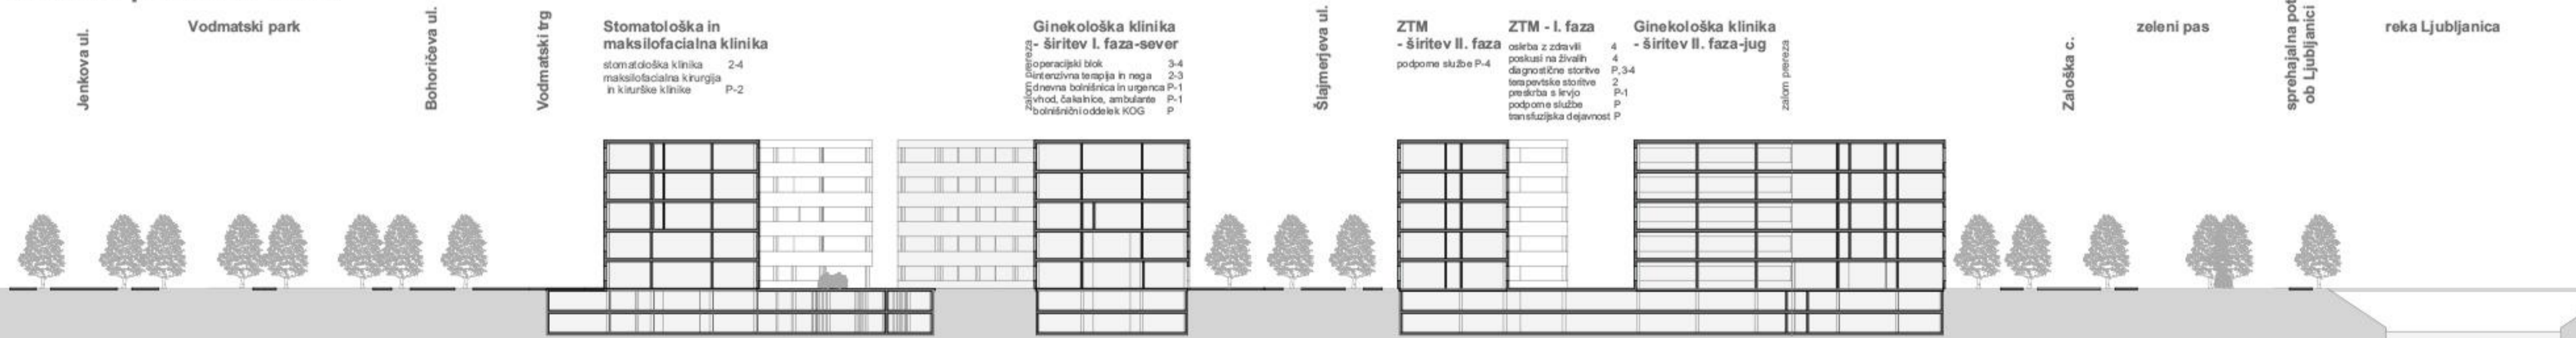 Jenkova ul.
Vodmatski park
Bohoričeva ul.
Vodmatski trg
Stomatološka in
maksilofacialna klinika
stomatološka klinika 2-4
maksilofacialna kirurgija
in kirurške klinike P-2
zalom prereza
Ginekološka klinika
- širitev I. faza-sever
operacijski blok 3-4
intenzivna terapija in nega 2-3
dnevna bolnišnica in urgenca P-1
vhod, čakalnice, ambulante P-1
bolnišnični oddelek KOG P
Šlajmerjeva ul.
ZTM
- širitev II. faza
podporne službe P-4
ZTM - I. faza
oskrba z zdravili 4
poskusi na živalih 4
diagnostične storitve P,3-4
terapevtske storitve 2
preskrba s krvjo P-1
podporne službe P
transfuzijska dejavnost P
Ginekološka klinika
- širitev II. faza-jug
zalom prereza
Zaloška c.
zeleni pas
sprehajalna pot
ob Ljubljanici
reka Ljubljanica